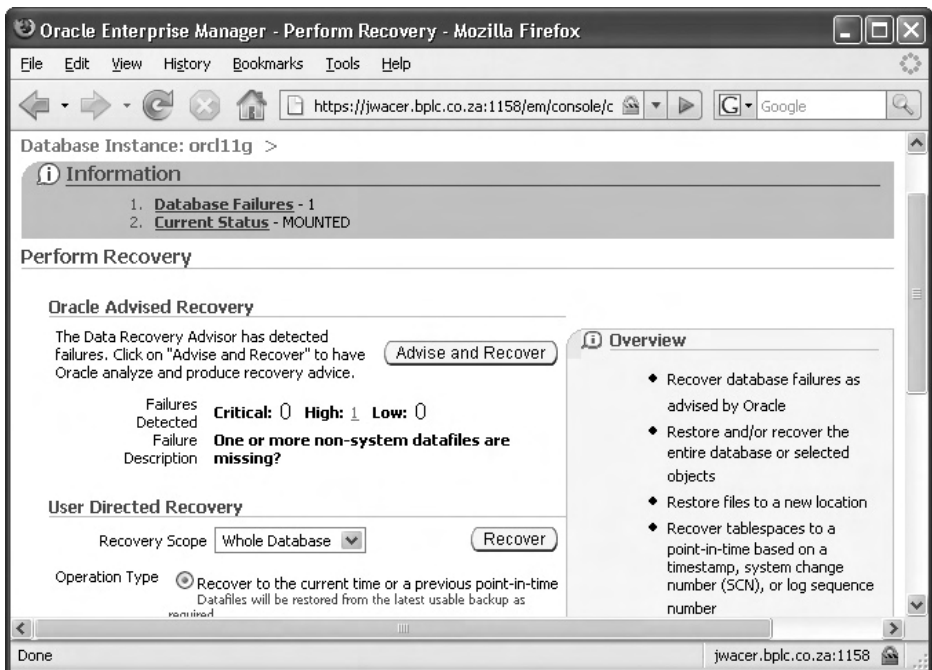 Oracle Enterprise Manager - Perform Recovery - Mozilla Firefox
File Edit View History Bookmarks Tools Help
https://jwacer.bplc.co.za:1158/em/console/c
G Google
Database Instance: orcl11g >
Information
1. Database Failures - 1
2. Current Status - MOUNTED
Perform Recovery
Oracle Advised Recovery
The Data Recovery Advisor has detected
failures. Click on "Advise and Recover" to have
Oracle analyze and produce recovery advice.
Advise and Recover
Failures
Detected
Critical: 0 High: 1 Low: 0
Failure
Description
One or more non-system datafiles are
missing?
User Directed Recovery
Recovery Scope Whole Database Recover
Operation Type Recover to the current time or a previous point-in-time
Datafiles will be restored from the latest usable backup as
required
Overview
Recover database failures as
advised by Oracle
Restore and/or recover the
entire database or selected
objects
Restore files to a new location
Recover tablespaces to a
point-in-time based on a
timestamp, system change
number (SCN), or log sequence
number
Done jwacer.bplc.co.za:1158